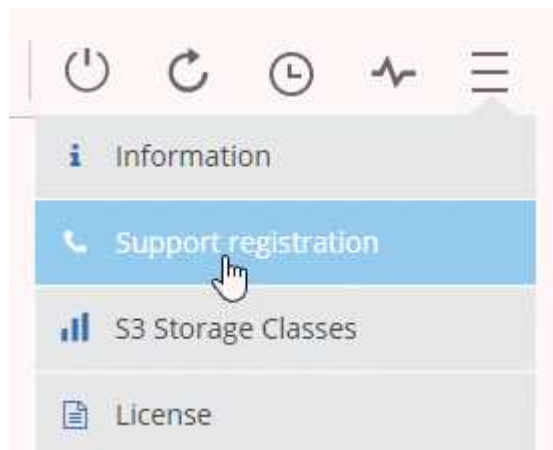 Information
Support registration
S3 Storage Classes
License